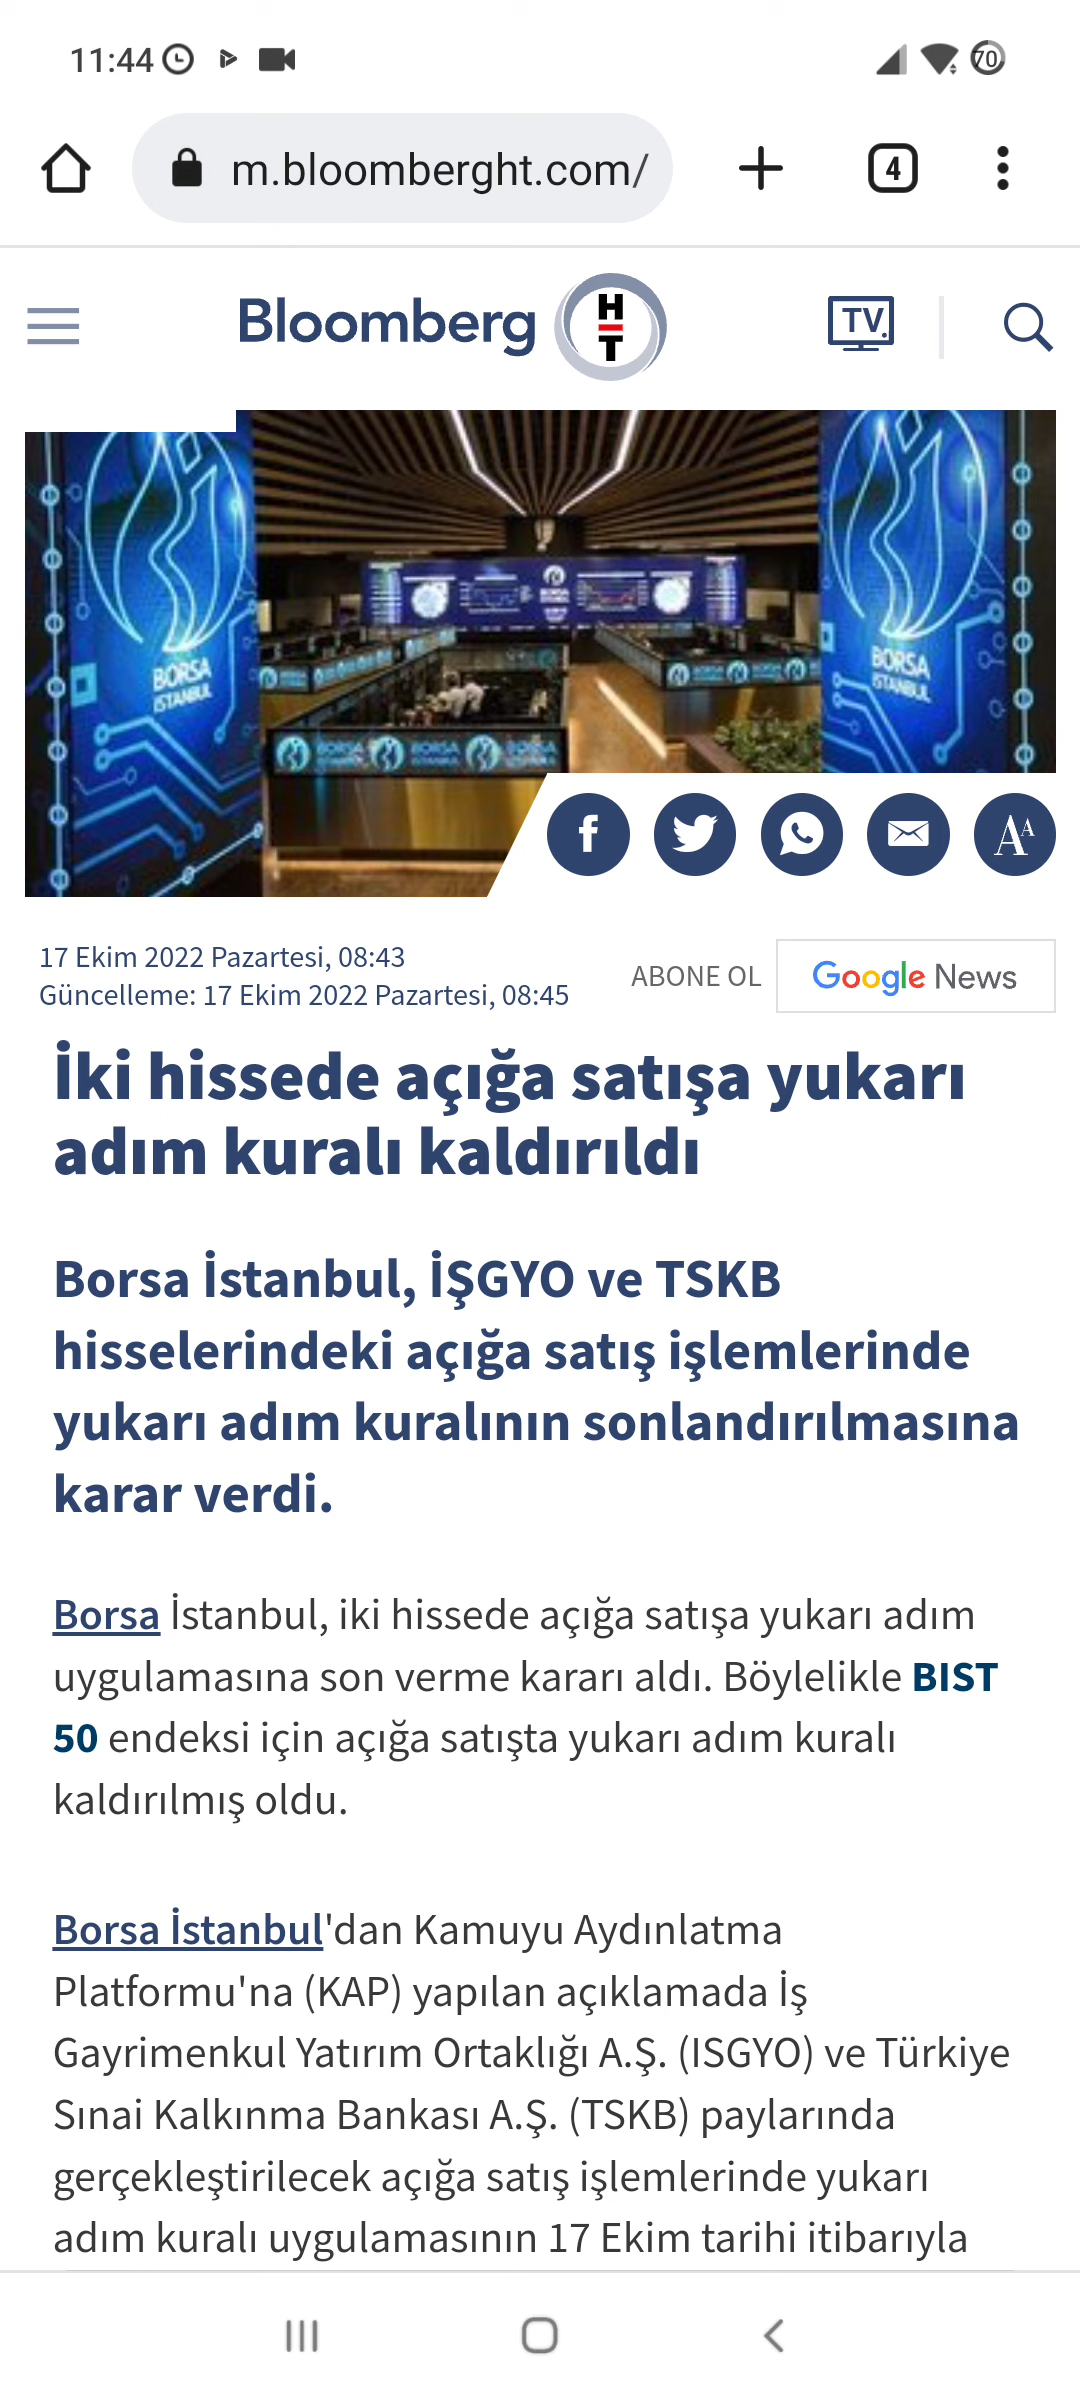 11:44
70
m.bloomberght.com/
4
Bloomberg
HT
TV
BORSA
İSTANBUL
BORSA
İSTANBUL
17 Ekim 2022 Pazartesi, 08:43
Güncelleme: 17 Ekim 2022 Pazartesi, 08:45
ABONE OL
Google News
İki hissede açığa satışa yukarı
adım kuralı kaldırıldı
Borsa İstanbul, İŞGYO ve TSKB
hisselerindeki açığa satış işlemlerinde
yukarı adım kuralının sonlandırılmasına
karar verdi.
Borsa İstanbul, iki hissede açığa satışa yukarı adım
uygulamasına son verme kararı aldı. Böylelikle BIST
50 endeksi için açığa satışta yukarı adım kuralı
kaldırılmış oldu.
Borsa İstanbul'dan Kamuyu Aydınlatma
Platformu'na (KAP) yapılan açıklamada İş
Gayrimenkul Yatırım Ortaklığı A.Ş. (ISGYO) ve Türkiye
Sınai Kalkınma Bankası A.Ş. (TSKB) paylarında
gerçekleştirilecek açığa satış işlemlerinde yukarı
adım kuralı uygulamasının 17 Ekim tarihi itibarıyla